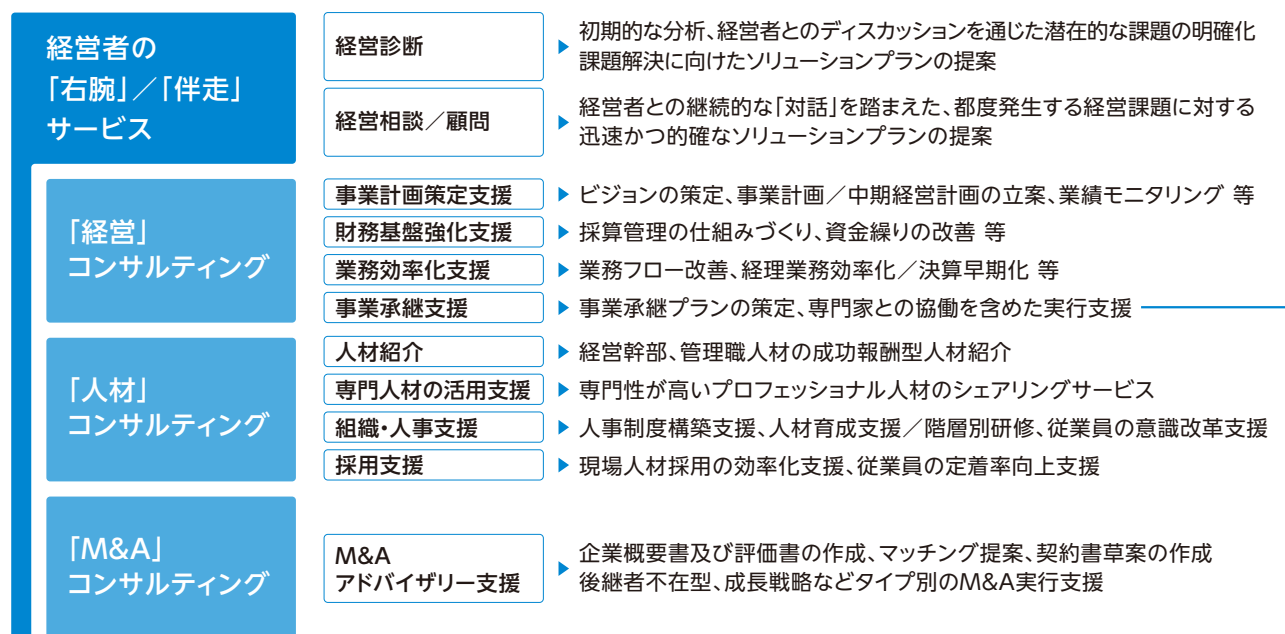 経営者の
「右腕」／「伴走」
サービス
経営診断
初期的な分析、経営者とのディスカッションを通じた潜在的な課題の明確化
課題解決に向けたソリューションプランの提案
経営相談／顧問
経営者との継続的な「対話」を踏まえた、都度発生する経営課題に対する
迅速かつ的確なソリューションプランの提案
「経営」
コンサルティング
事業計画策定支援
ビジョンの策定、事業計画／中期経営計画の立案、業績モニタリング 等
財務基盤強化支援
採算管理の仕組みづくり、資金繰りの改善 等
業務効率化支援
業務フロー改善、経理業務効率化／決算早期化 等
事業承継支援
事業承継プランの策定、専門家との協働を含めた実行支援
「人材」
コンサルティング
人材紹介
経営幹部、管理職人材の成功報酬型人材紹介
専門人材の活用支援
専門性が高いプロフェッショナル人材のシェアリングサービス
組織・人事支援
人事制度構築支援、人材育成支援／階層別研修、従業員の意識改革支援
採用支援
現場人材採用の効率化支援、従業員の定着率向上支援
「M&A」
コンサルティング
M&A
アドバイザリー支援
企業概要書及び評価書の作成、マッチング提案、契約書草案の作成
後継者不在型、成長戦略などタイプ別のM&A実行支援